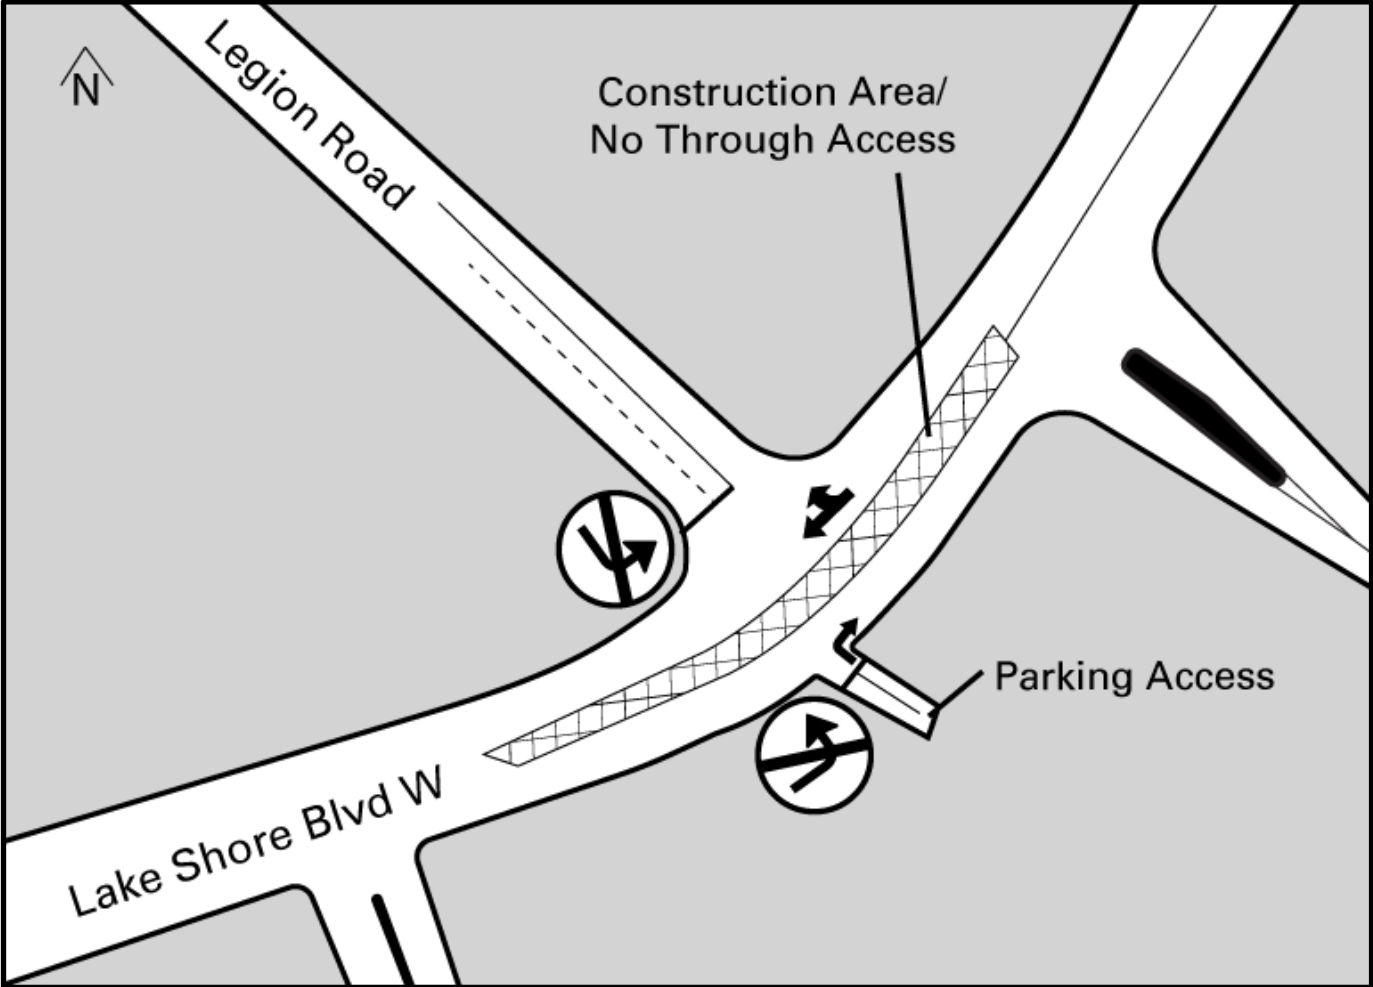 Legion Road
N
Construction Area/
No Through Access
Parking Access
Lake Shore Blvd W